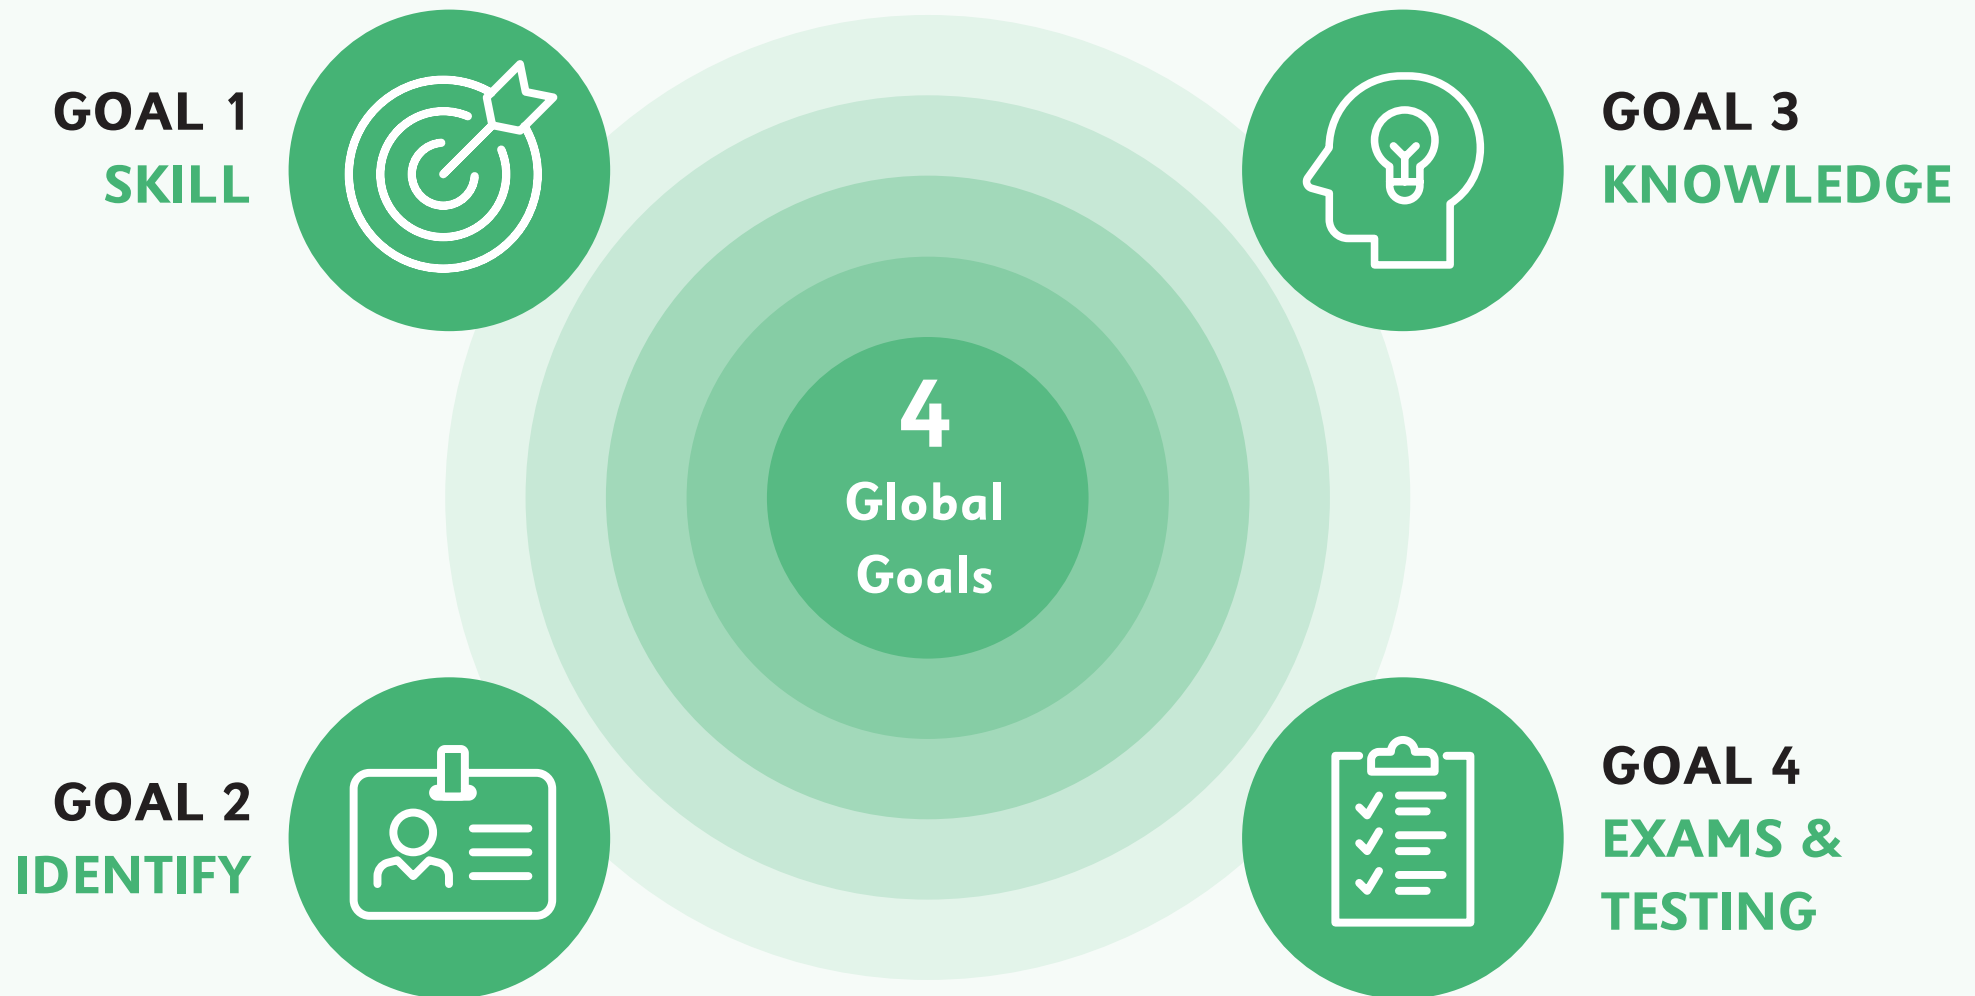 GOAL 1
SKILL
GOAL 2
IDENTIFY
4
Global
Goals
GOAL 3
KNOWLEDGE
GOAL 4
EXAMS &
TESTING